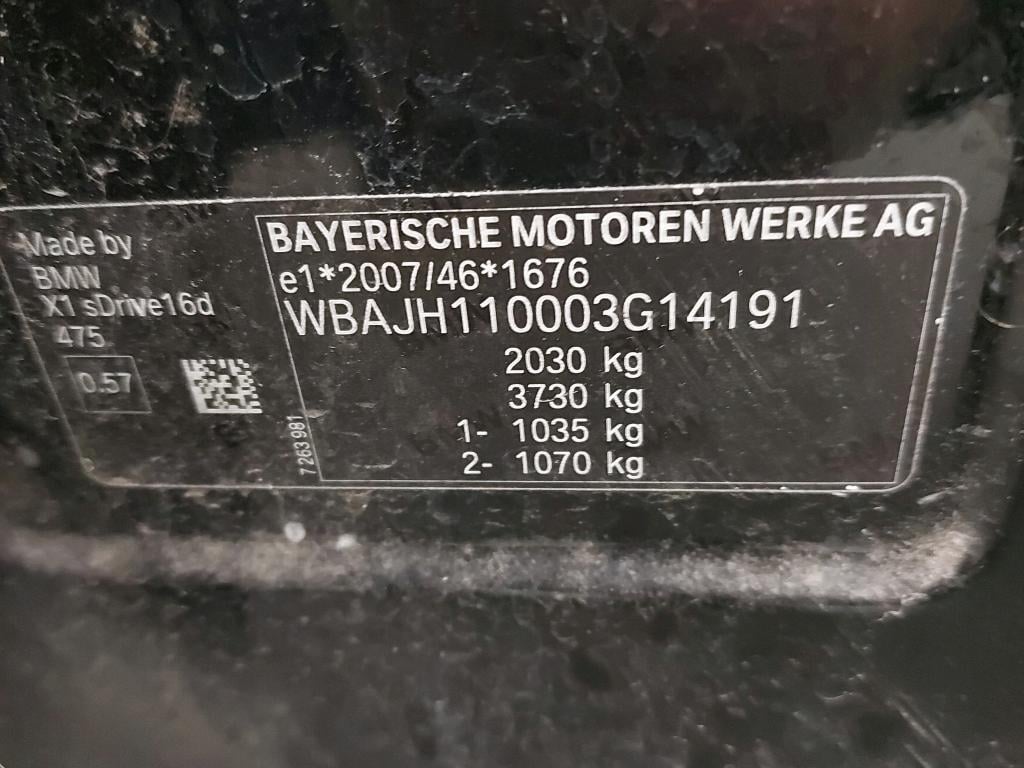 Made by
BMW
X1 sDrive16d
475
0.57
7263981
BAYERISCHE MOTOREN WERKE AG
e1*2007/46*1676
WBAJH110003G14191
2030 kg
3730 kg
1- 1035 kg
2- 1070 kg